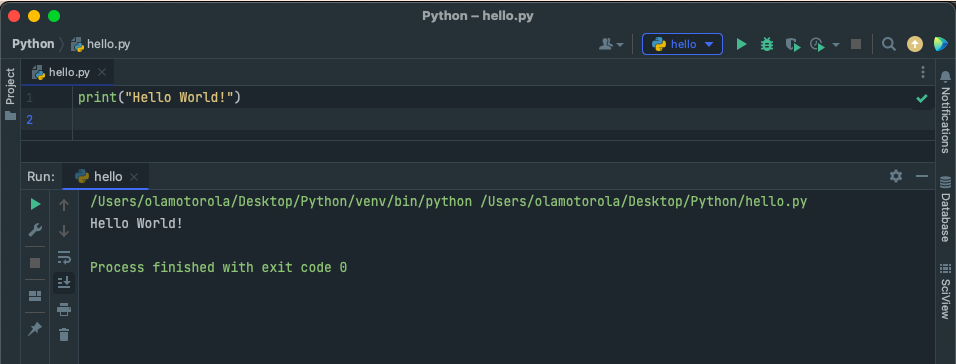 Python – hello.py
Python
hello.py
hello
Project
hello.py
1
print("Hello World!")
2
Notifications
Database
SciView
Run:
hello
/Users/olamotorola/Desktop/Python/venv/bin/python /Users/olamotorola/Desktop/Python/hello.py
Hello World!
Process finished with exit code 0